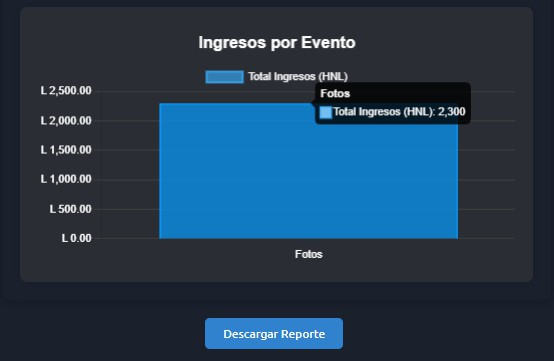 Ingresos por Evento
Total Ingresos (HNL)
L 2,500.00
Fotos
Total Ingresos (HNL): 2,300
L 2,000.00
L 1,500.00
L 1,000.00
L 500.00
L 0.00
Fotos
Descargar Reporte